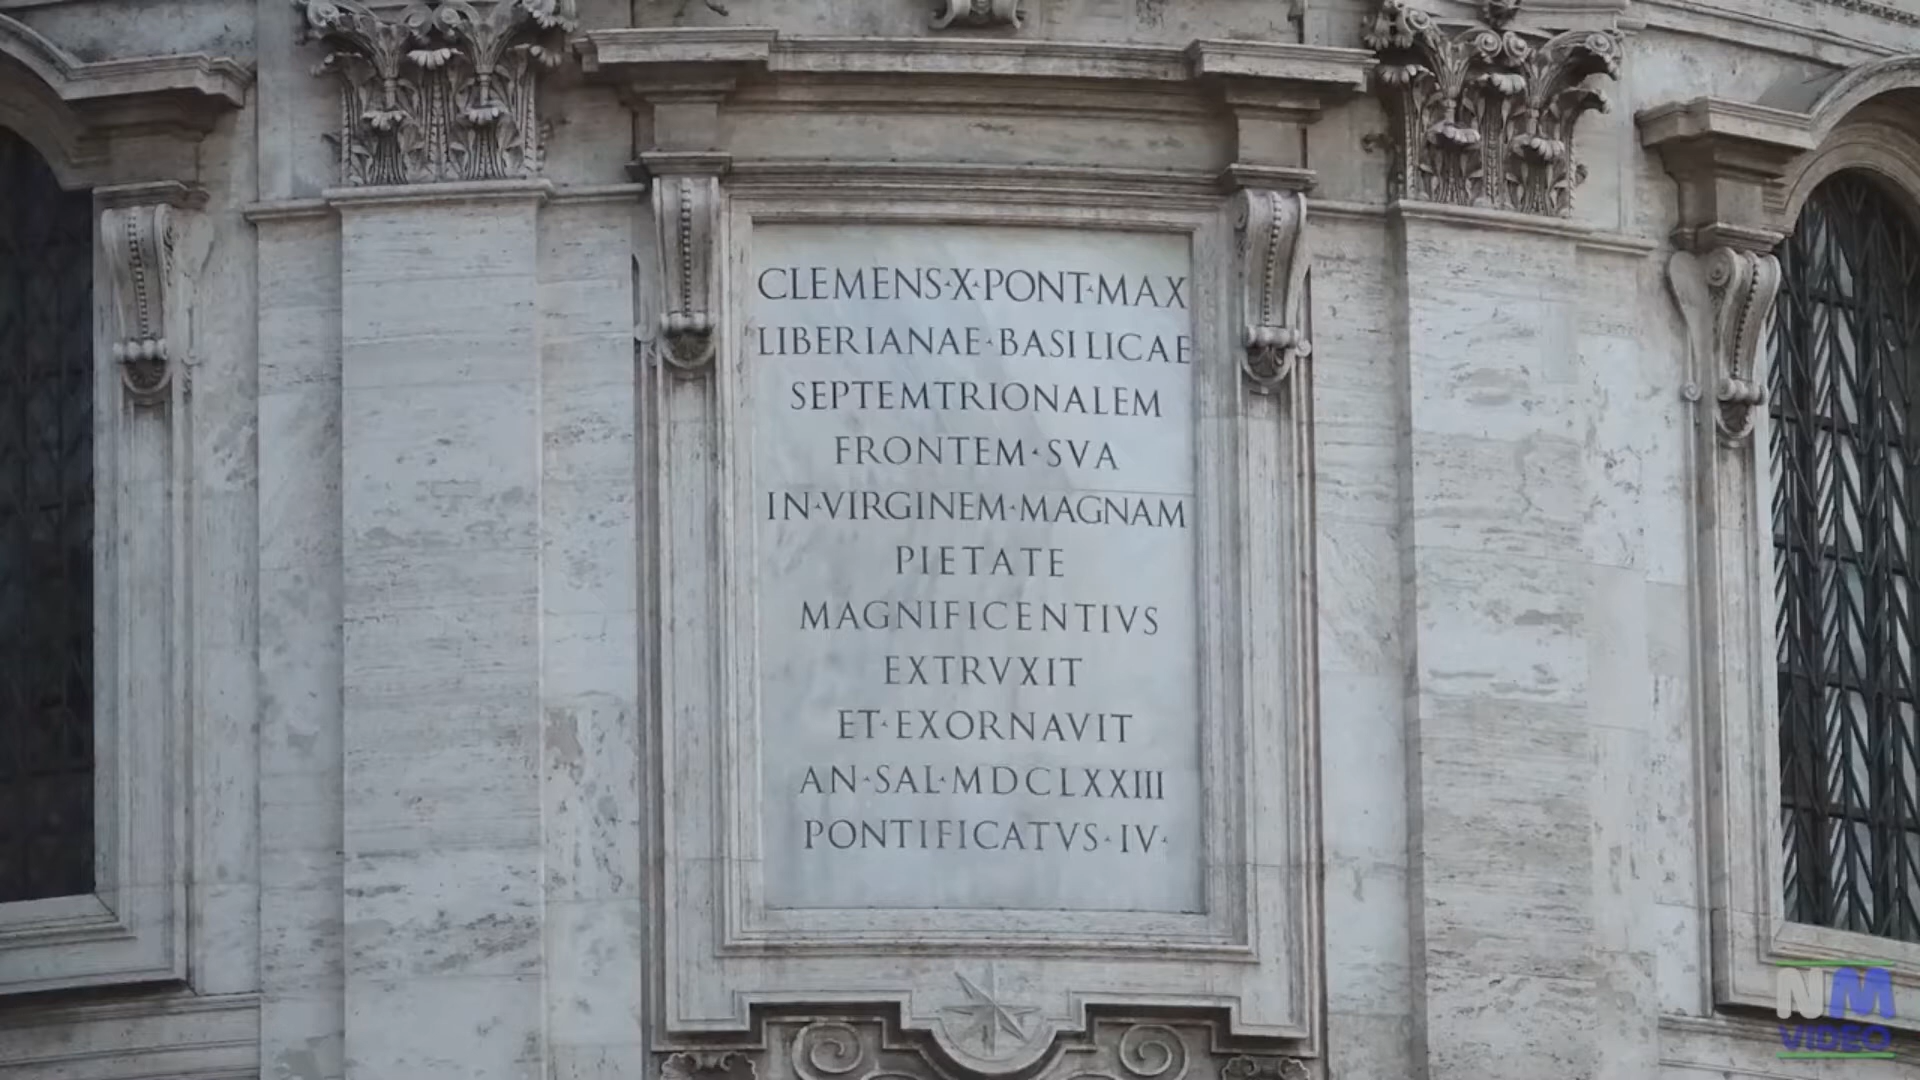 CLEMENS·X·PONT·MAX
LIBERIANAE·BASILICAE
SEPTEMTRIONALEM
FRONTEM·SVA
IN·VIRGINEM·MAGNAM
PIETATE
MAGNIFICENTIVS
EXTRVXIT
ET·EXORNAVIT
AN·SAL·MDCLXXIII
PONTIFICATVS·IV·
NM
VIDEO